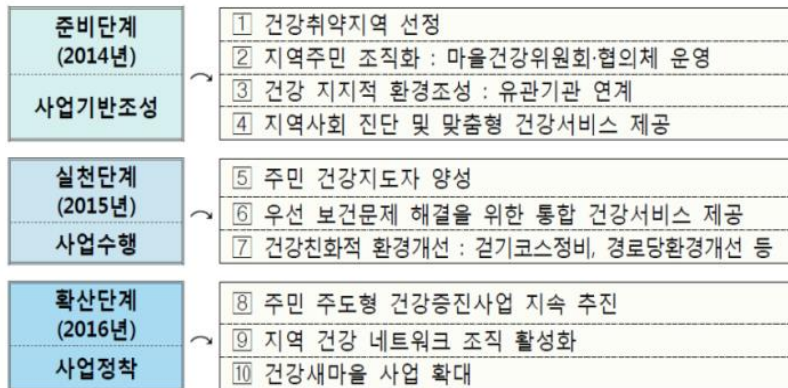 준비단계
(2014년)
사업기반조성
1 건강취약지역 선정
2 지역주민 조직화 : 마을건강위원회·협의체 운영
3 건강 지지적 환경조성 : 유관기관 연계
4 지역사회 진단 및 맞춤형 건강서비스 제공
실천단계
(2015년)
사업수행
5 주민 건강지도자 양성
6 우선 보건문제 해결을 위한 통합 건강서비스 제공
7 건강친화적 환경개선 : 걷기코스정비, 경로당환경개선 등
확산단계
(2016년)
사업정착
8 주민 주도형 건강증진사업 지속 추진
9 지역 건강 네트워크 조직 활성화
10 건강새마을 사업 확대